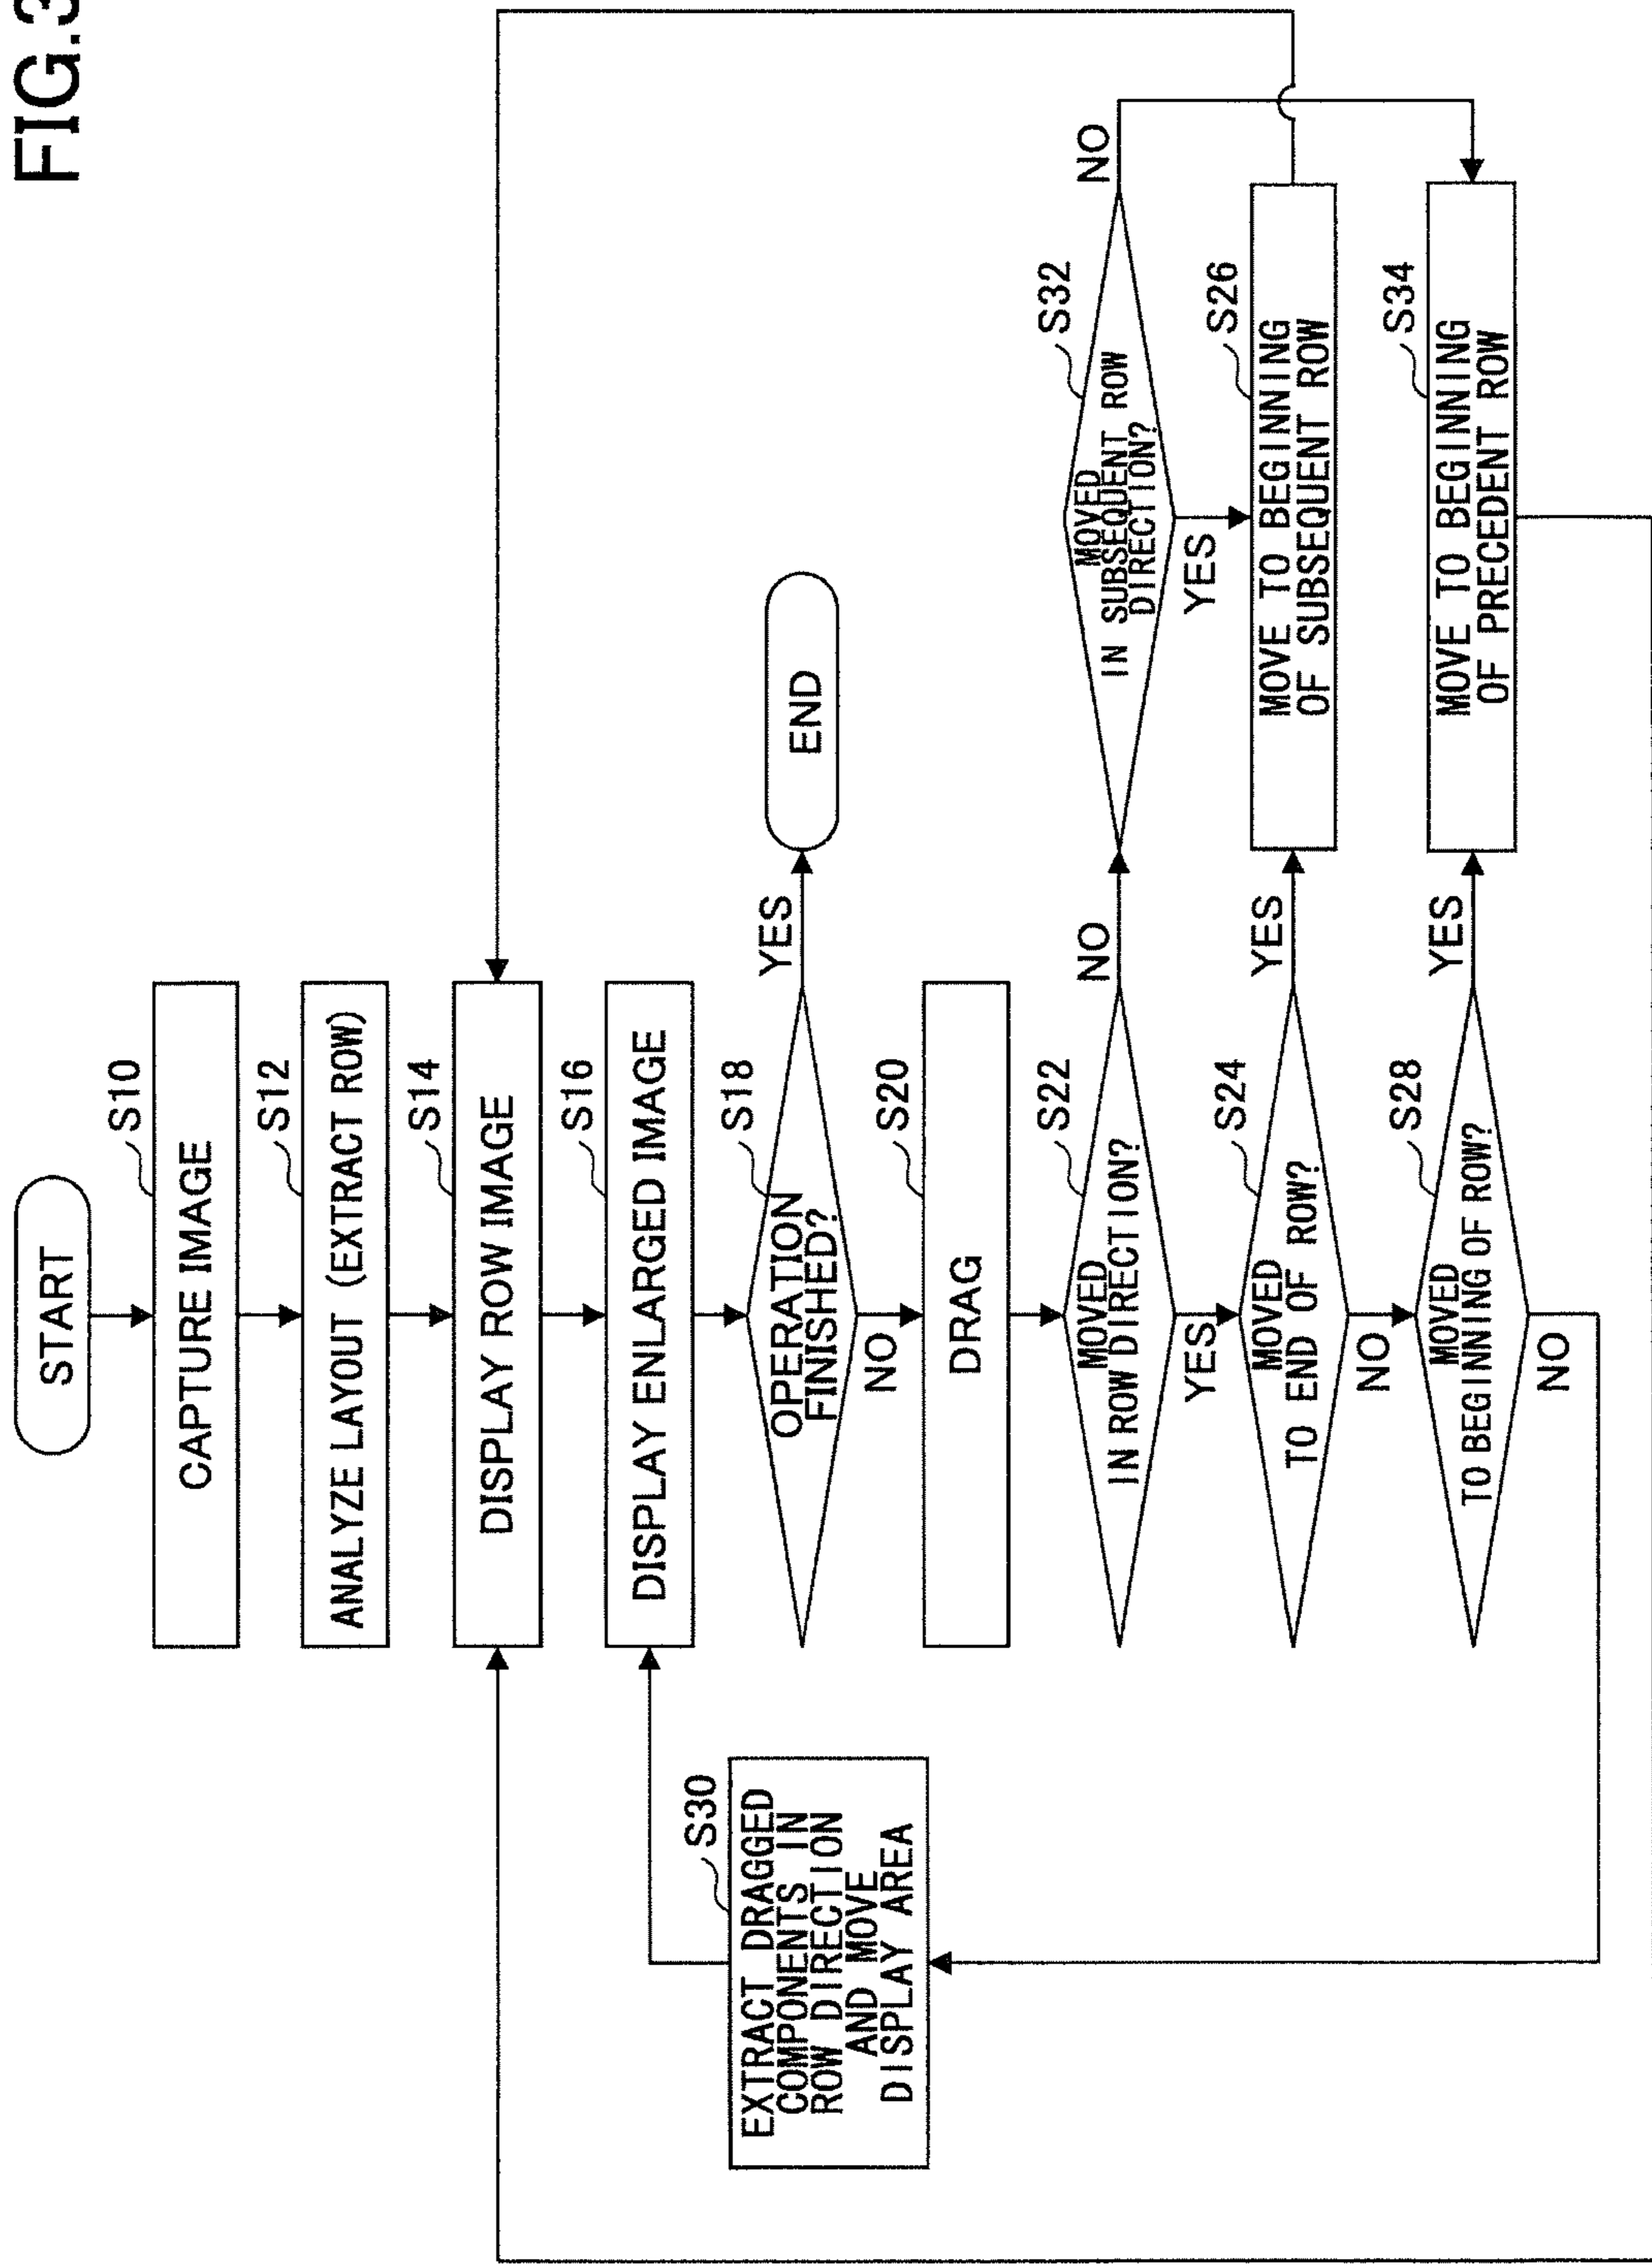 FIG.3
START
S10
CAPTURE IMAGE
S12
ANALYZE LAYOUT (EXTRACT ROW)
S14
DISPLAY ROW IMAGE
S16
DISPLAY ENLARGED IMAGE
S18
OPERATION
FINISHED?
YES
END
NO
S20
DRAG
S22
MOVED
IN ROW DIRECTION?
NO
YES
S32
MOVED
IN SUBSEQUENT ROW
DIRECTION?
NO
YES
S24
MOVED
TO END OF ROW?
YES
NO
S26
MOVE TO BEGINNING
OF SUBSEQUENT ROW
S28
MOVED
TO BEGINNING OF ROW?
YES
NO
S34
MOVE TO BEGINNING
OF PRECEDENT ROW
S30
EXTRACT DRAGGED
COMPONENTS IN
ROW DIRECTION
AND MOVE
DISPLAY AREA